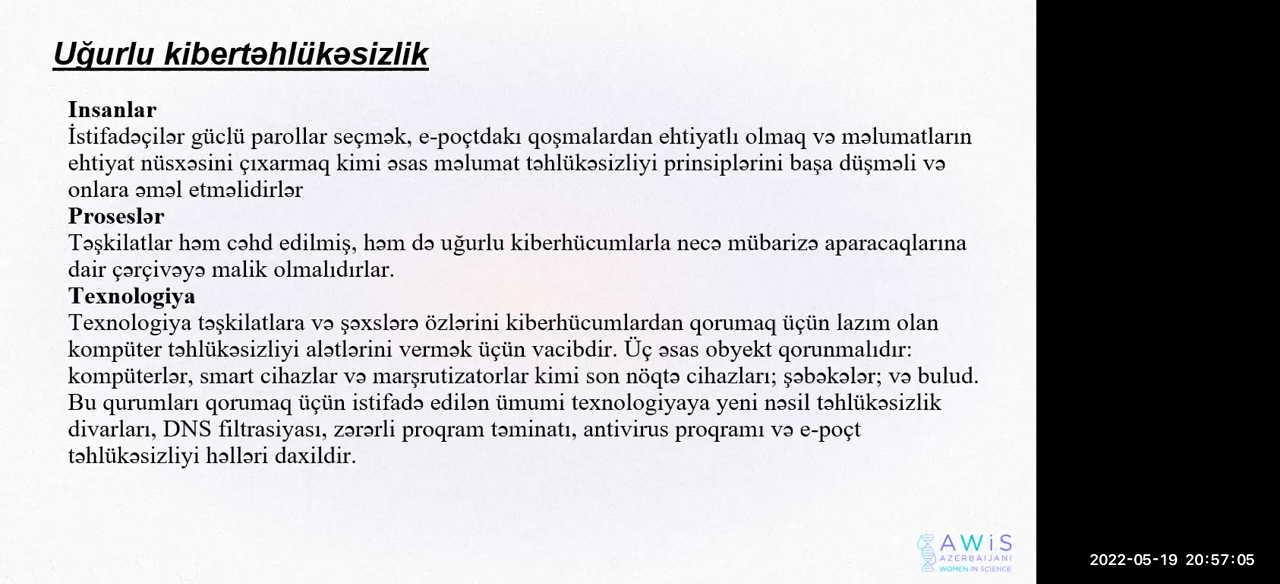 Uğurlu kibertəhlükəsizlik
Insanlar
İstifadəçilər güclü parollar seçmək, e-poçtdakı qoşmalardan ehtiyatlı olmaq və məlumatların
ehtiyat nüsxəsini çıxarmaq kimi əsas məlumat təhlükəsizliyi prinsiplərini başa düşməli və
onlara əməl etməlidirlər
Proseslər
Təşkilatlar həm cəhd edilmiş, həm də uğurlu kiberhücumlarla necə mübarizə aparacaqlarına
dair çərçivəyə malik olmalıdırlar.
Texnologiya
Texnologiya təşkilatlara və şəxslərə özlərini kiberhücumlardan qorumaq üçün lazım olan
kompüter təhlükəsizliyi alətlərini vermək üçün vacibdir. Üç əsas obyekt qorunmalıdır:
kompüterlər, smart cihazlar və marşrutizatorlar kimi son nöqtə cihazları; şəbəkələr; və bulud.
Bu qurumları qorumaq üçün istifadə edilən ümumi texnologiyaya yeni nəsil təhlükəsizlik
divarları, DNS filtrasiyası, zərərli proqram təminatı, antivirus proqramı və e-poçt
təhlükəsizliyi həlləri daxildir.
AWiS
AZERBAIJANI
WOMEN IN SCIENCE
2022-05-19 20:57:05